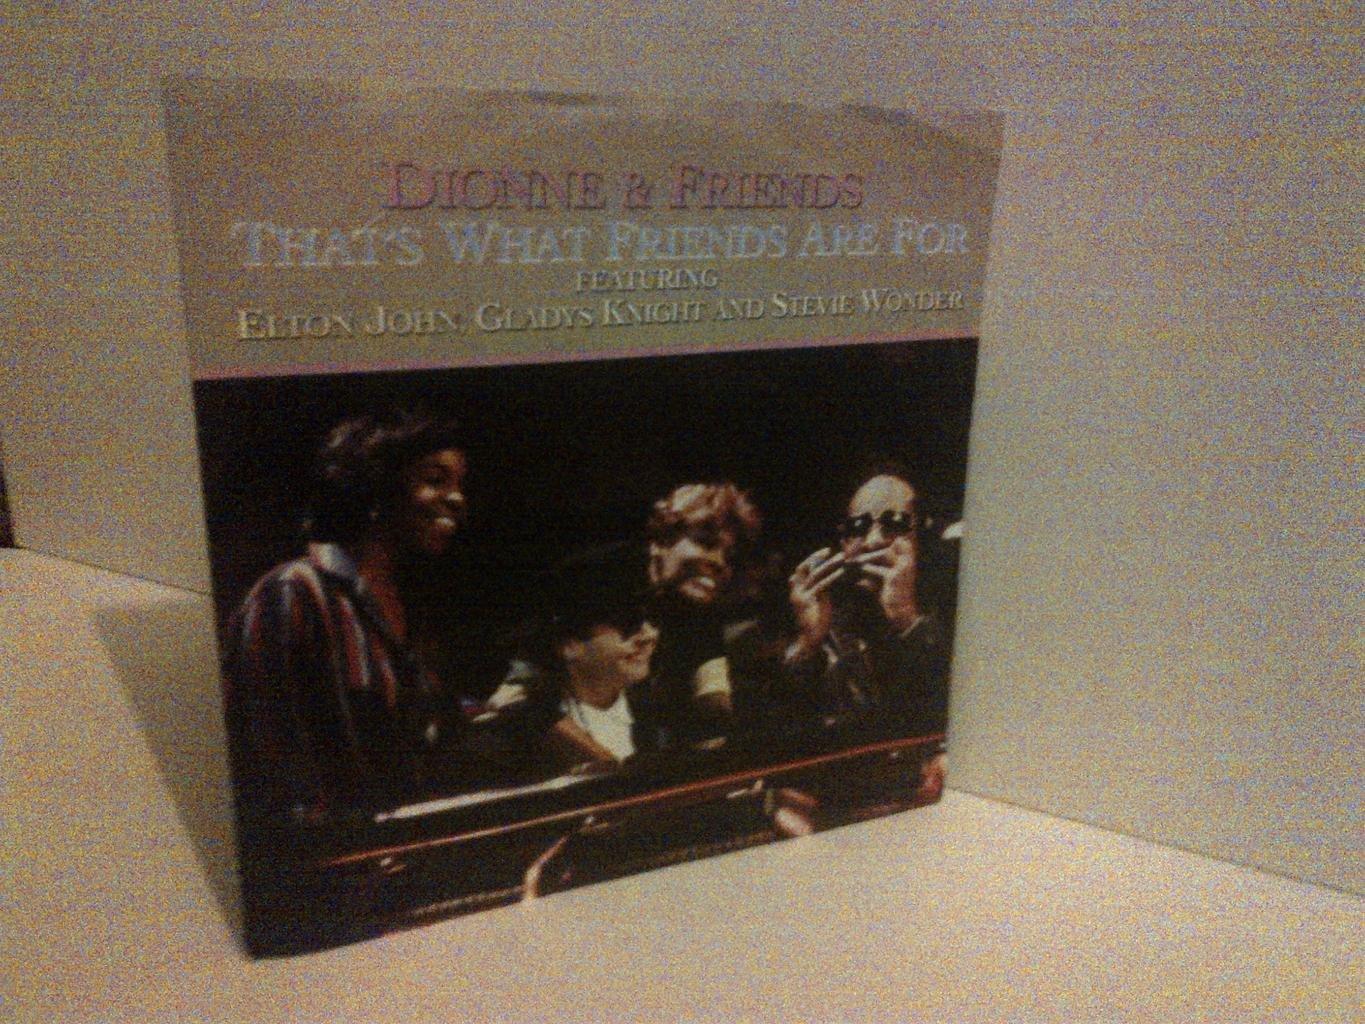 DIONNE & FRIENDS
THAT'S WHAT FRIENDS ARE FOR
FEATURING
ELTON JOHN, GLADYS KNIGHT AND STEVIE WONDER